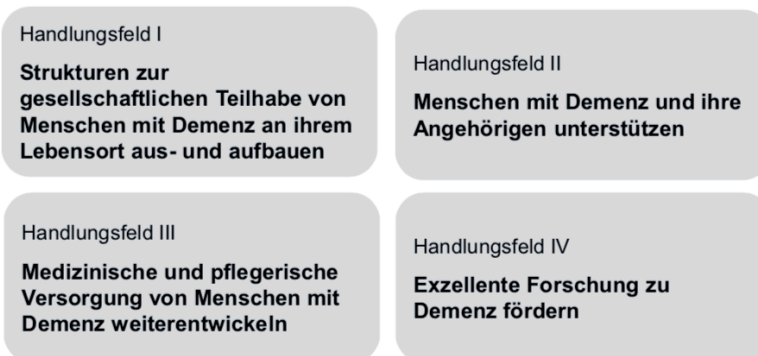 Handlungsfeld I
Strukturen zur
gesellschaftlichen Teilhabe von
Menschen mit Demenz an ihrem
Lebensort aus- und aufbauen
Handlungsfeld II
Menschen mit Demenz und ihre
Angehörigen unterstützen
Handlungsfeld III
Medizinische und pflegerische
Versorgung von Menschen mit
Demenz weiterentwickeln
Handlungsfeld IV
Exzellente Forschung zu
Demenz fördern